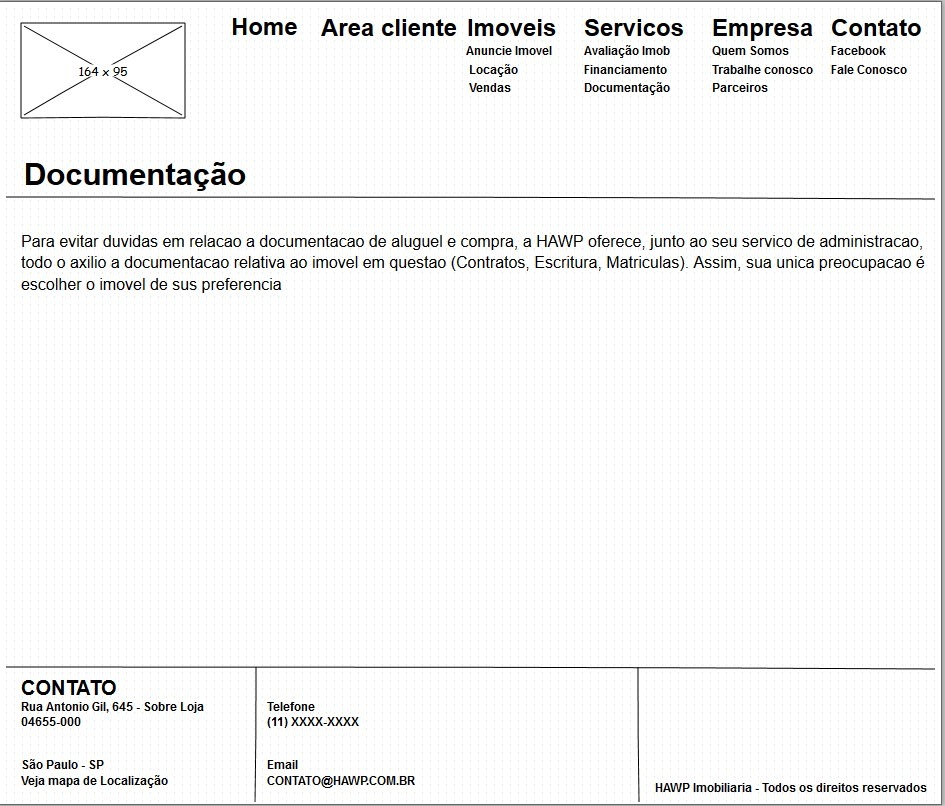 164 x 95
Home Area cliente Imoveis Servicos Empresa Contato
Anuncie Imovel Avaliação Imob Quem Somos Facebook
Locação Financiamento Trabalhe conosco Fale Conosco
Vendas Documentação Parceiros
Documentação
Para evitar duvidas em relacao a documentacao de aluguel e compra, a HAWP oferece, junto ao seu servico de administracao,
todo o axilio a documentacao relativa ao imovel em questao (Contratos, Escritura, Matriculas). Assim, sua unica preocupacao é
escolher o imovel de sus preferencia
CONTATO
Rua Antonio Gil, 645 - Sobre Loja
04655-000
São Paulo - SP
Veja mapa de Localização
Telefone
(11) XXXX-XXXX
Email
CONTATO@HAWP.COM.BR
HAWP Imobiliaria - Todos os direitos reservados